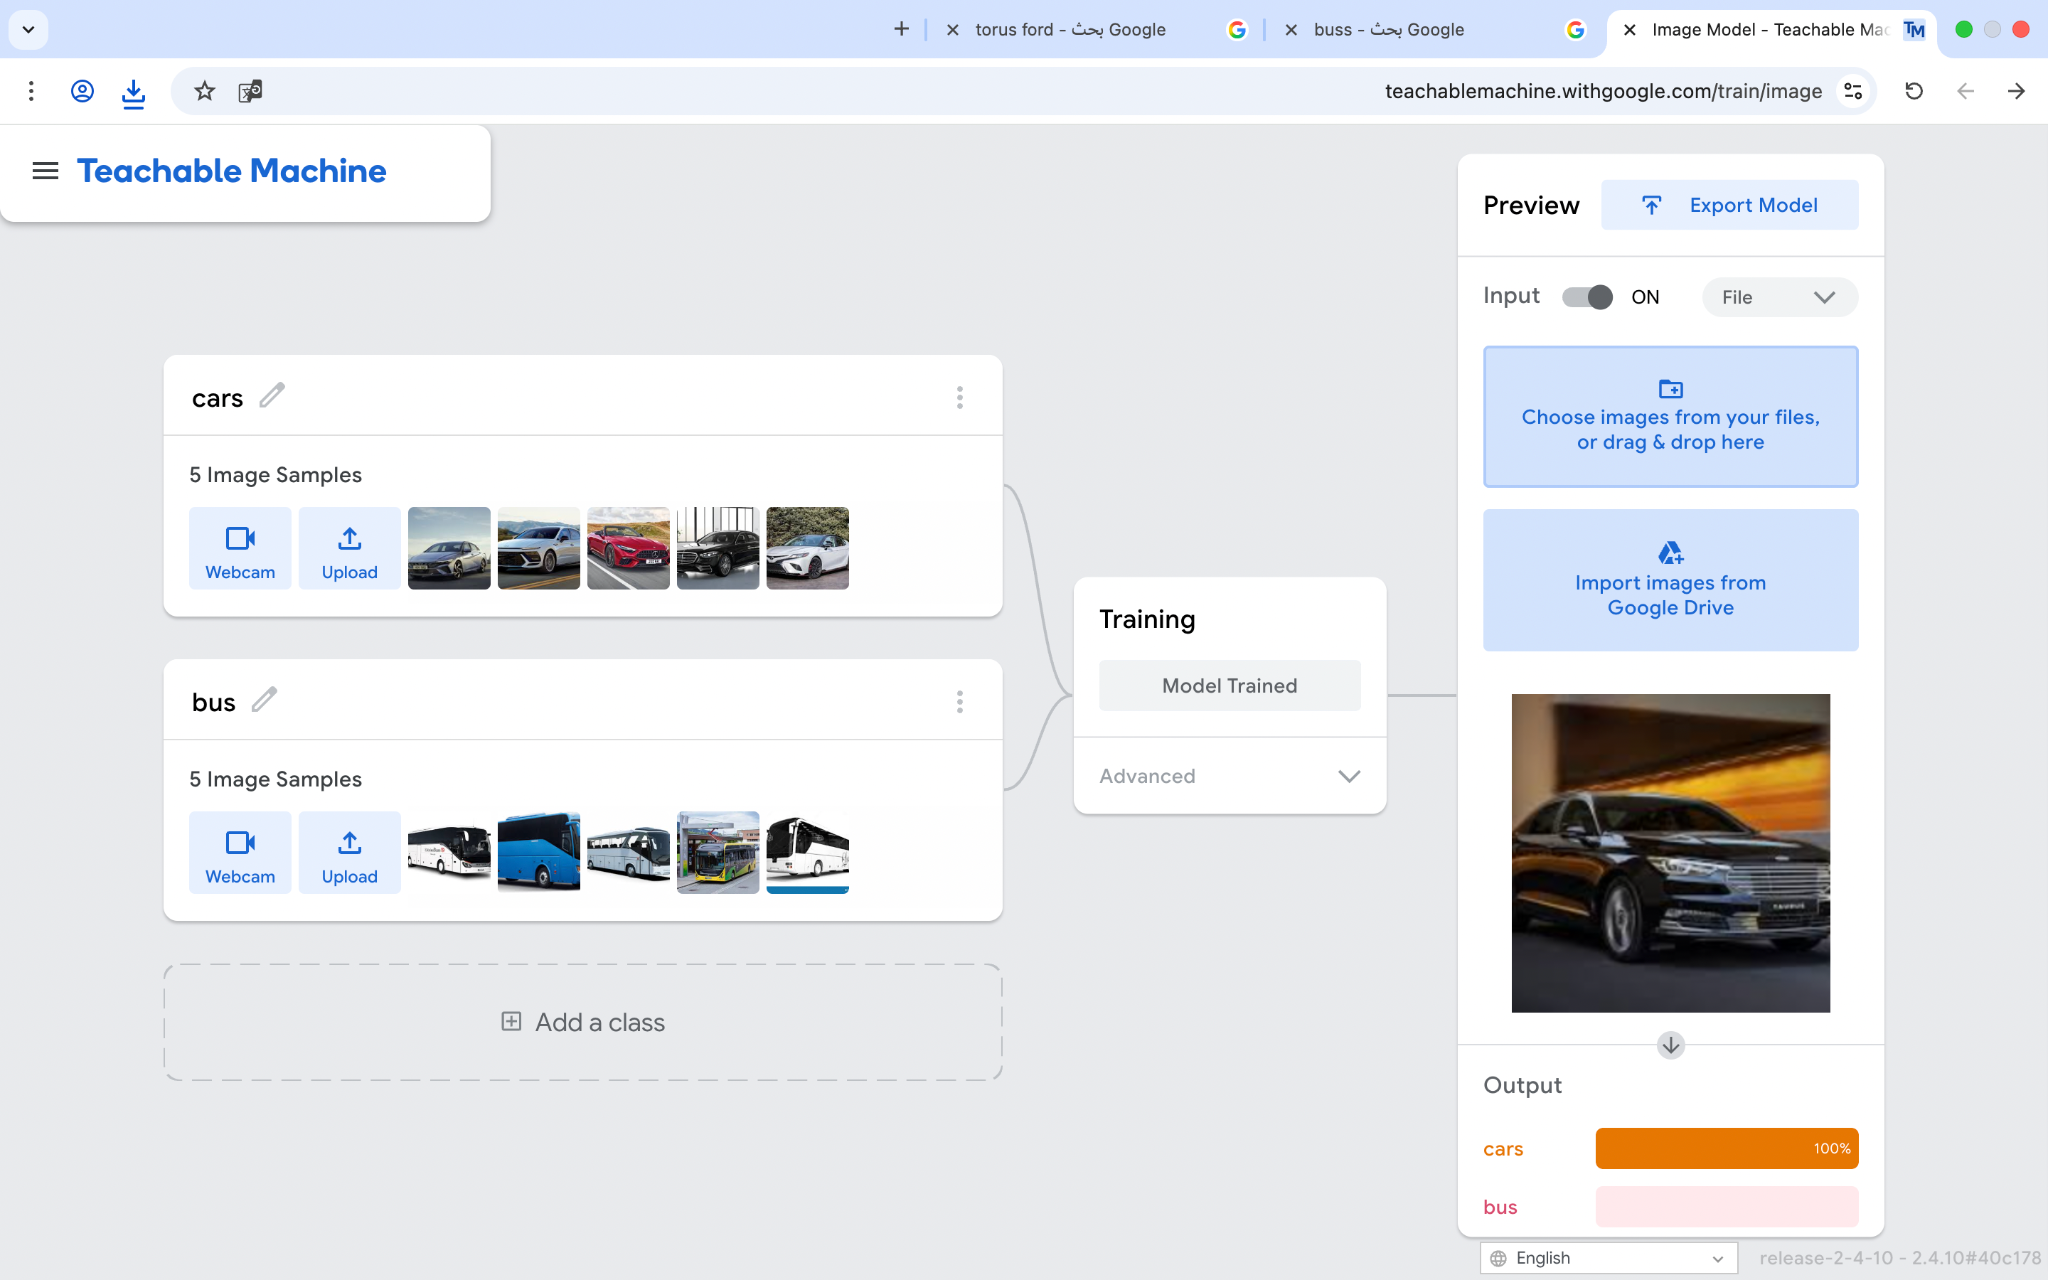 torus ford - بحث Google
buss - بحث Google
Image Model - Teachable Mac
teachablemachine.withgoogle.com/train/image
Teachable Machine
cars
5 Image Samples
Webcam
Upload
bus
5 Image Samples
Webcam
Upload
Add a class
Training
Model Trained
Advanced
Preview
Export Model
Input
ON
File
Choose images from your files,
or drag & drop here
Import images from
Google Drive
TAURUS
Output
cars
100%
bus
English
release-2-4-10 - 2.4.10#40c178